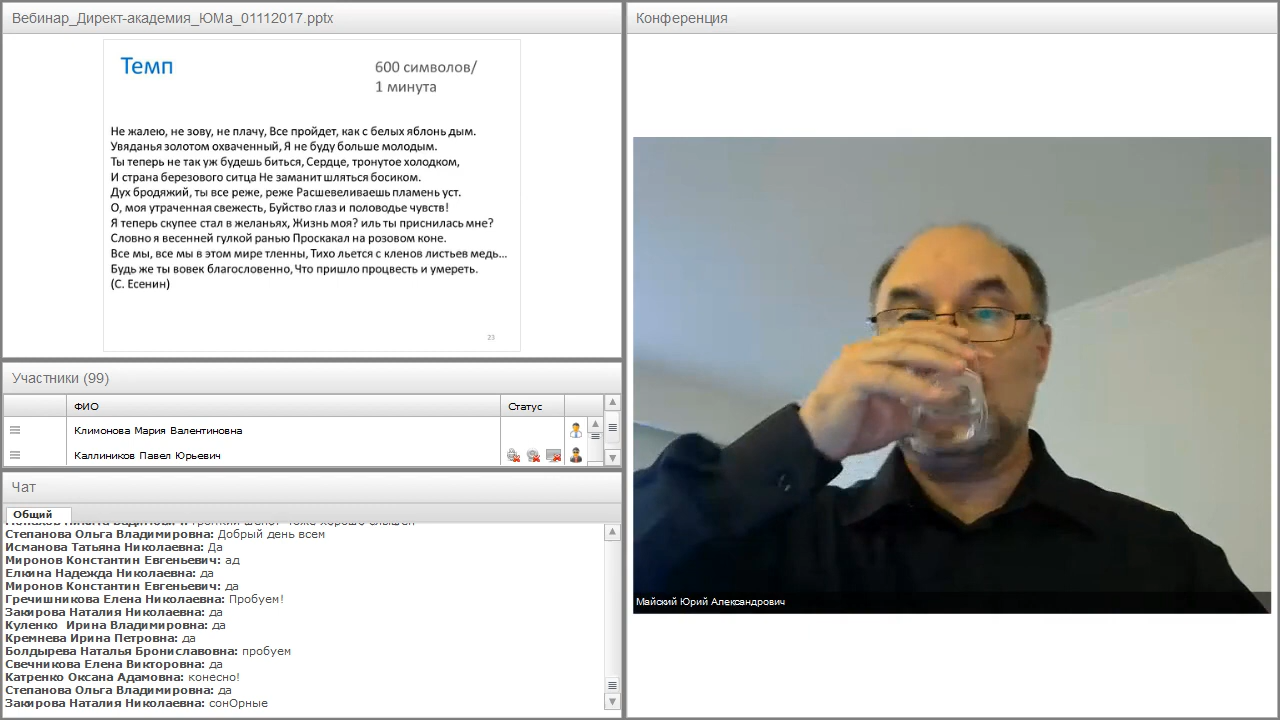 Вебинар_Директ-академия_ЮМа_01112017.pptx
Темп
600 символов/
1 минута
Не жалею, не зову, не плачу, Все пройдет, как с белых яблонь дым.
Увяданья золотом охваченный, Я не буду больше молодым.
Ты теперь не так уж будешь биться, Сердце, тронутое холодком,
И страна березового ситца Не заманит шляться босиком.
Дух бродяжий, ты все реже, реже Расшевеливаешь пламень уст.
О, моя утраченная свежесть, Буйство глаз и половодье чувств!
Я теперь скупее стал в желаньях, Жизнь моя? иль ты приснилась мне?
Словно я весенней гулкой ранью Проскакал на розовом коне.
Все мы, все мы в этом мире тленны, Тихо льется с кленов листьев медь...
Будь же ты вовек благословенно, Что пришло процвесть и умереть.
(С. Есенин)
23
Участники (99)
ФИО
Статус
Климонова Мария Валентиновна
Каллиников Павел Юрьевич
Чат
Общий
Степанова Ольга Владимировна: Добрый день всем
Исманова Татьяна Николаевна: Да
Миронов Константин Евгеньевич: ад
Елкина Надежда Николаевна: да
Миронов Константин Евгеньевич: да
Гречишникова Елена Николаевна: Пробуем!
Закирова Наталия Николаевна: да
Куленко Ирина Владимировна: да
Кремнева Ирина Петровна: да
Болдырева Наталья Брониславовна: пробуем
Свечникова Елена Викторовна: да
Катренко Оксана Адамовна: конесно!
Степанова Ольга Владимировна: да
Закирова Наталия Николаевна: сонОрные
Конференция
Майский Юрий Александрович